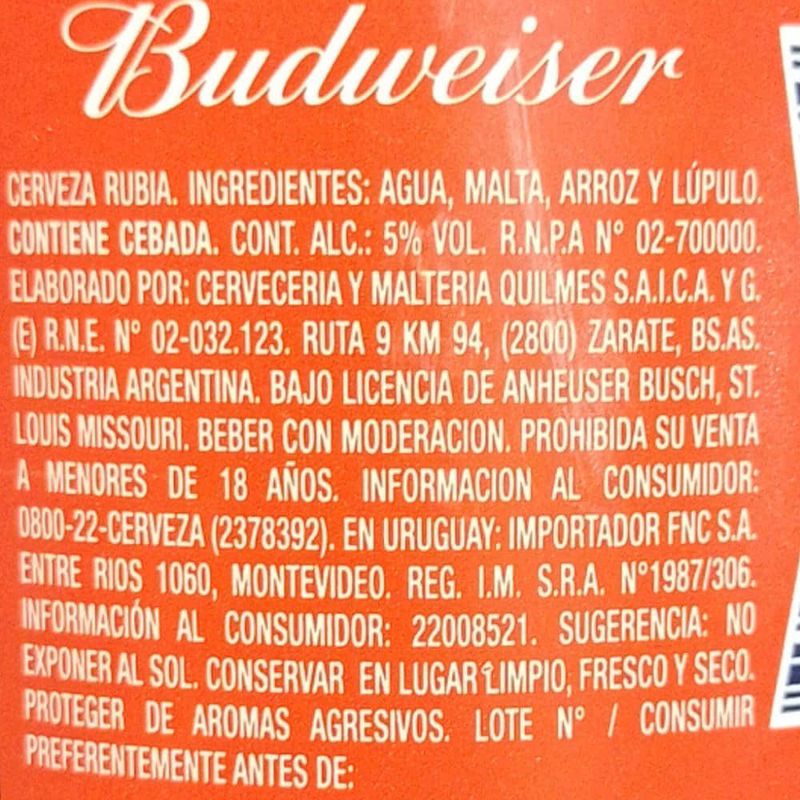 Budweiser
CERVEZA RUBIA. INGREDIENTES: AGUA, MALTA, ARROZ Y LÚPULO.
CONTIENE CEBADA. CONT. ALC.: 5% VOL. R.N.P.A N° 02-700000.
ELABORADO POR: CERVECERIA Y MALTERIA QUILMES S.A.I.C.A. Y G.
(E) R.N.E. N° 02-032.123. RUTA 9 KM 94, (2800) ZARATE, BS.AS.
INDUSTRIA ARGENTINA. BAJO LICENCIA DE ANHEUSER BUSCH, ST.
LOUIS MISSOURI. BEBER CON MODERACION. PROHIBIDA SU VENTA
A MENORES DE 18 AÑOS. INFORMACION AL CONSUMIDOR:
0800-22-CERVEZA (2378392). EN URUGUAY: IMPORTADOR FNC S.A.
ENTRE RIOS 1060, MONTEVIDEO. REG. I.M. S.R.A. N°1987/306.
INFORMACIÓN AL CONSUMIDOR: 22008521. SUGERENCIA: NO
EXPONER AL SOL. CONSERVAR EN LUGAR LIMPIO, FRESCO Y SECO.
PROTEGER DE AROMAS AGRESIVOS. LOTE N° / CONSUMIR
PREFERENTEMENTE ANTES DE: